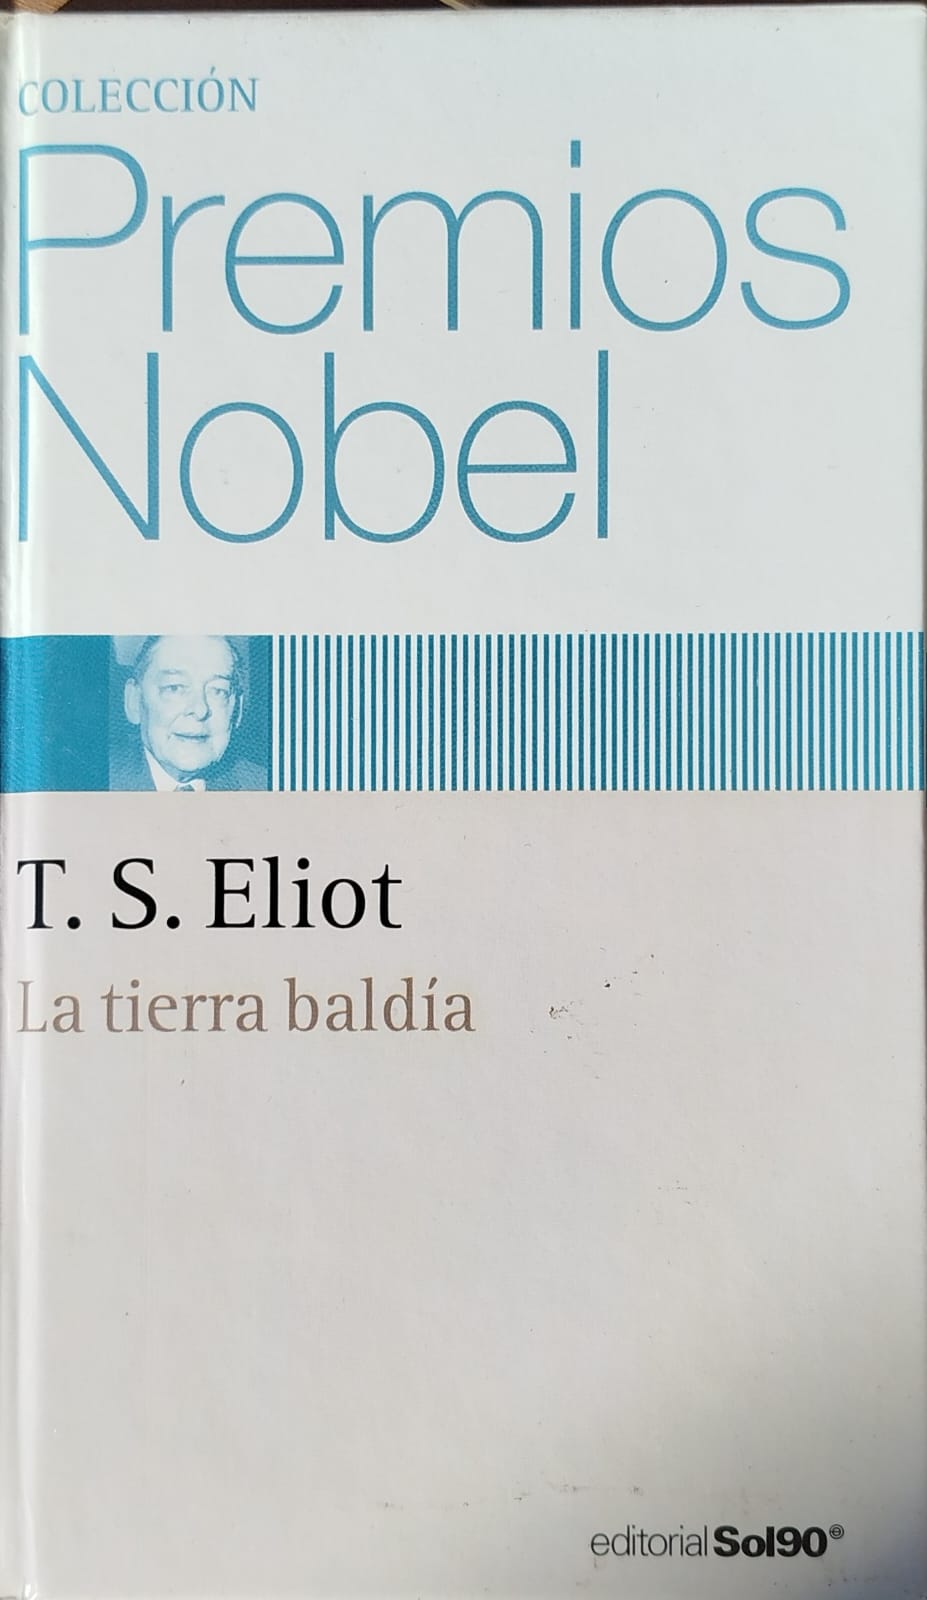 COLECCIÓN
Premios
Nobel
T. S. Eliot
La tierra baldía
editorial Sol90